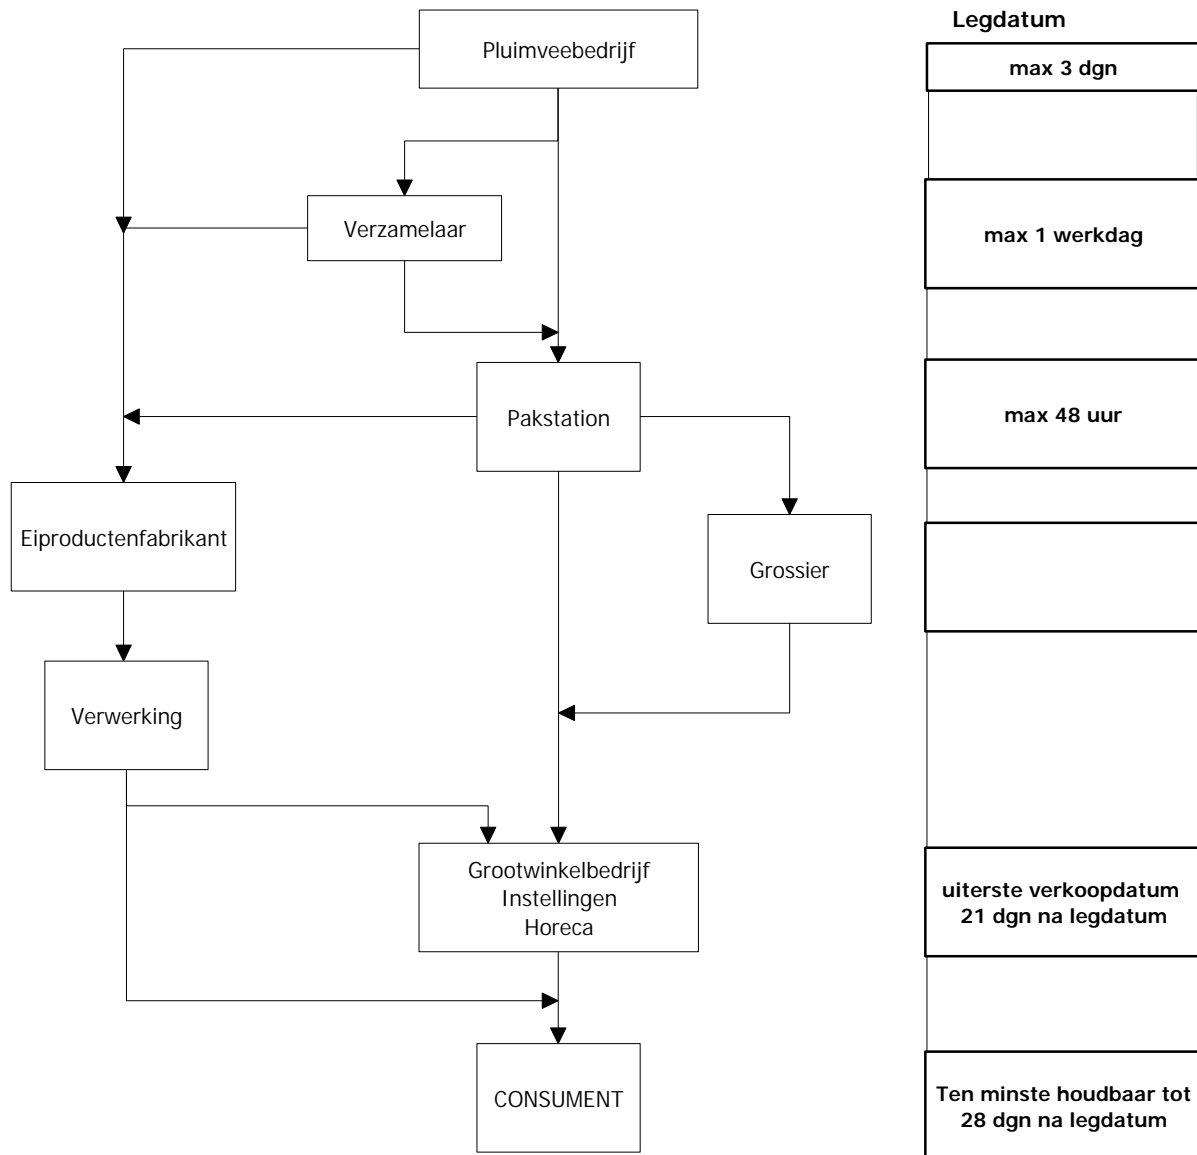 Legdatum
Pluimveebedrijf
max 3 dgn
Verzamelaar
max 1 werkdag
Pakstation
max 48 uur
Eiproductenfabrikant
Grossier
Verwerking
Grootwinkelbedrijf
Instellingen
Horeca
uiterste verkoopdatum
21 dgn na legdatum
CONSUMENT
Ten minste houdbaar tot
28 dgn na legdatum